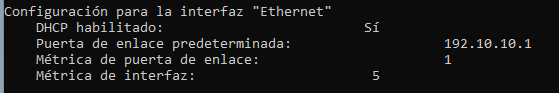 Configuración para la interfaz "Ethernet"
DHCP habilitado: Sí
Puerta de enlace predeterminada: 192.10.10.1
Métrica de puerta de enlace: 1
Métrica de interfaz: 5